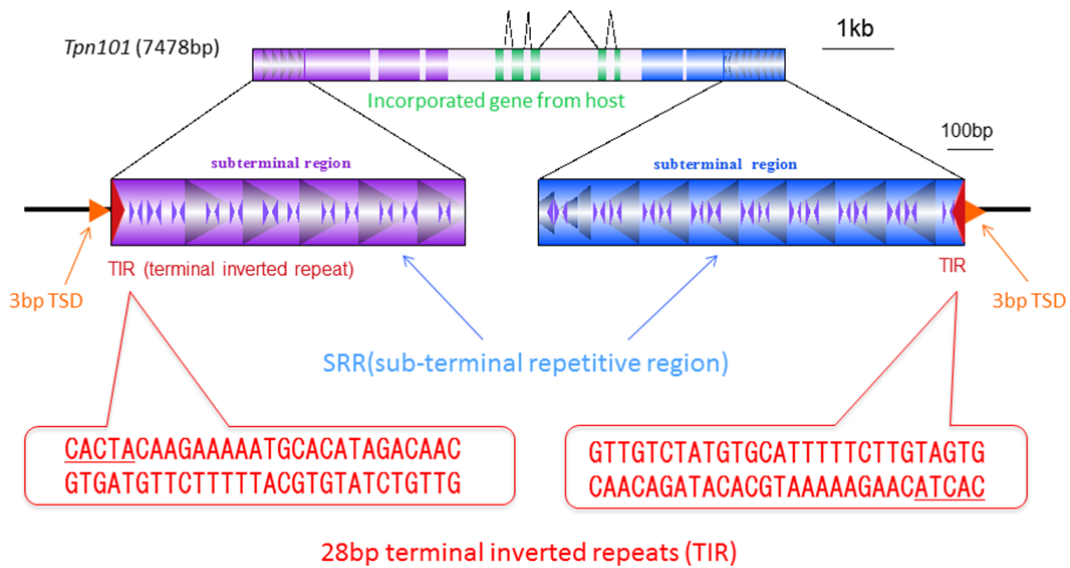 Tpn101 (7478bp)
1kb
Incorporated gene from host
100bp
subterminal region
subterminal region
TIR (terminal inverted repeat)
TIR
3bp TSD
3bp TSD
SRR(sub-terminal repetitive region)
CACTACAAGAAAAATGCACATAGACAAC
GTGATGTTCTTTTTACGTGTATCTGTTG
GTTGTCTATGTGCATTTTTCTTGTAGTG
CAACAGATACACGTAAAAAGAACATCAC
28bp terminal inverted repeats (TIR)